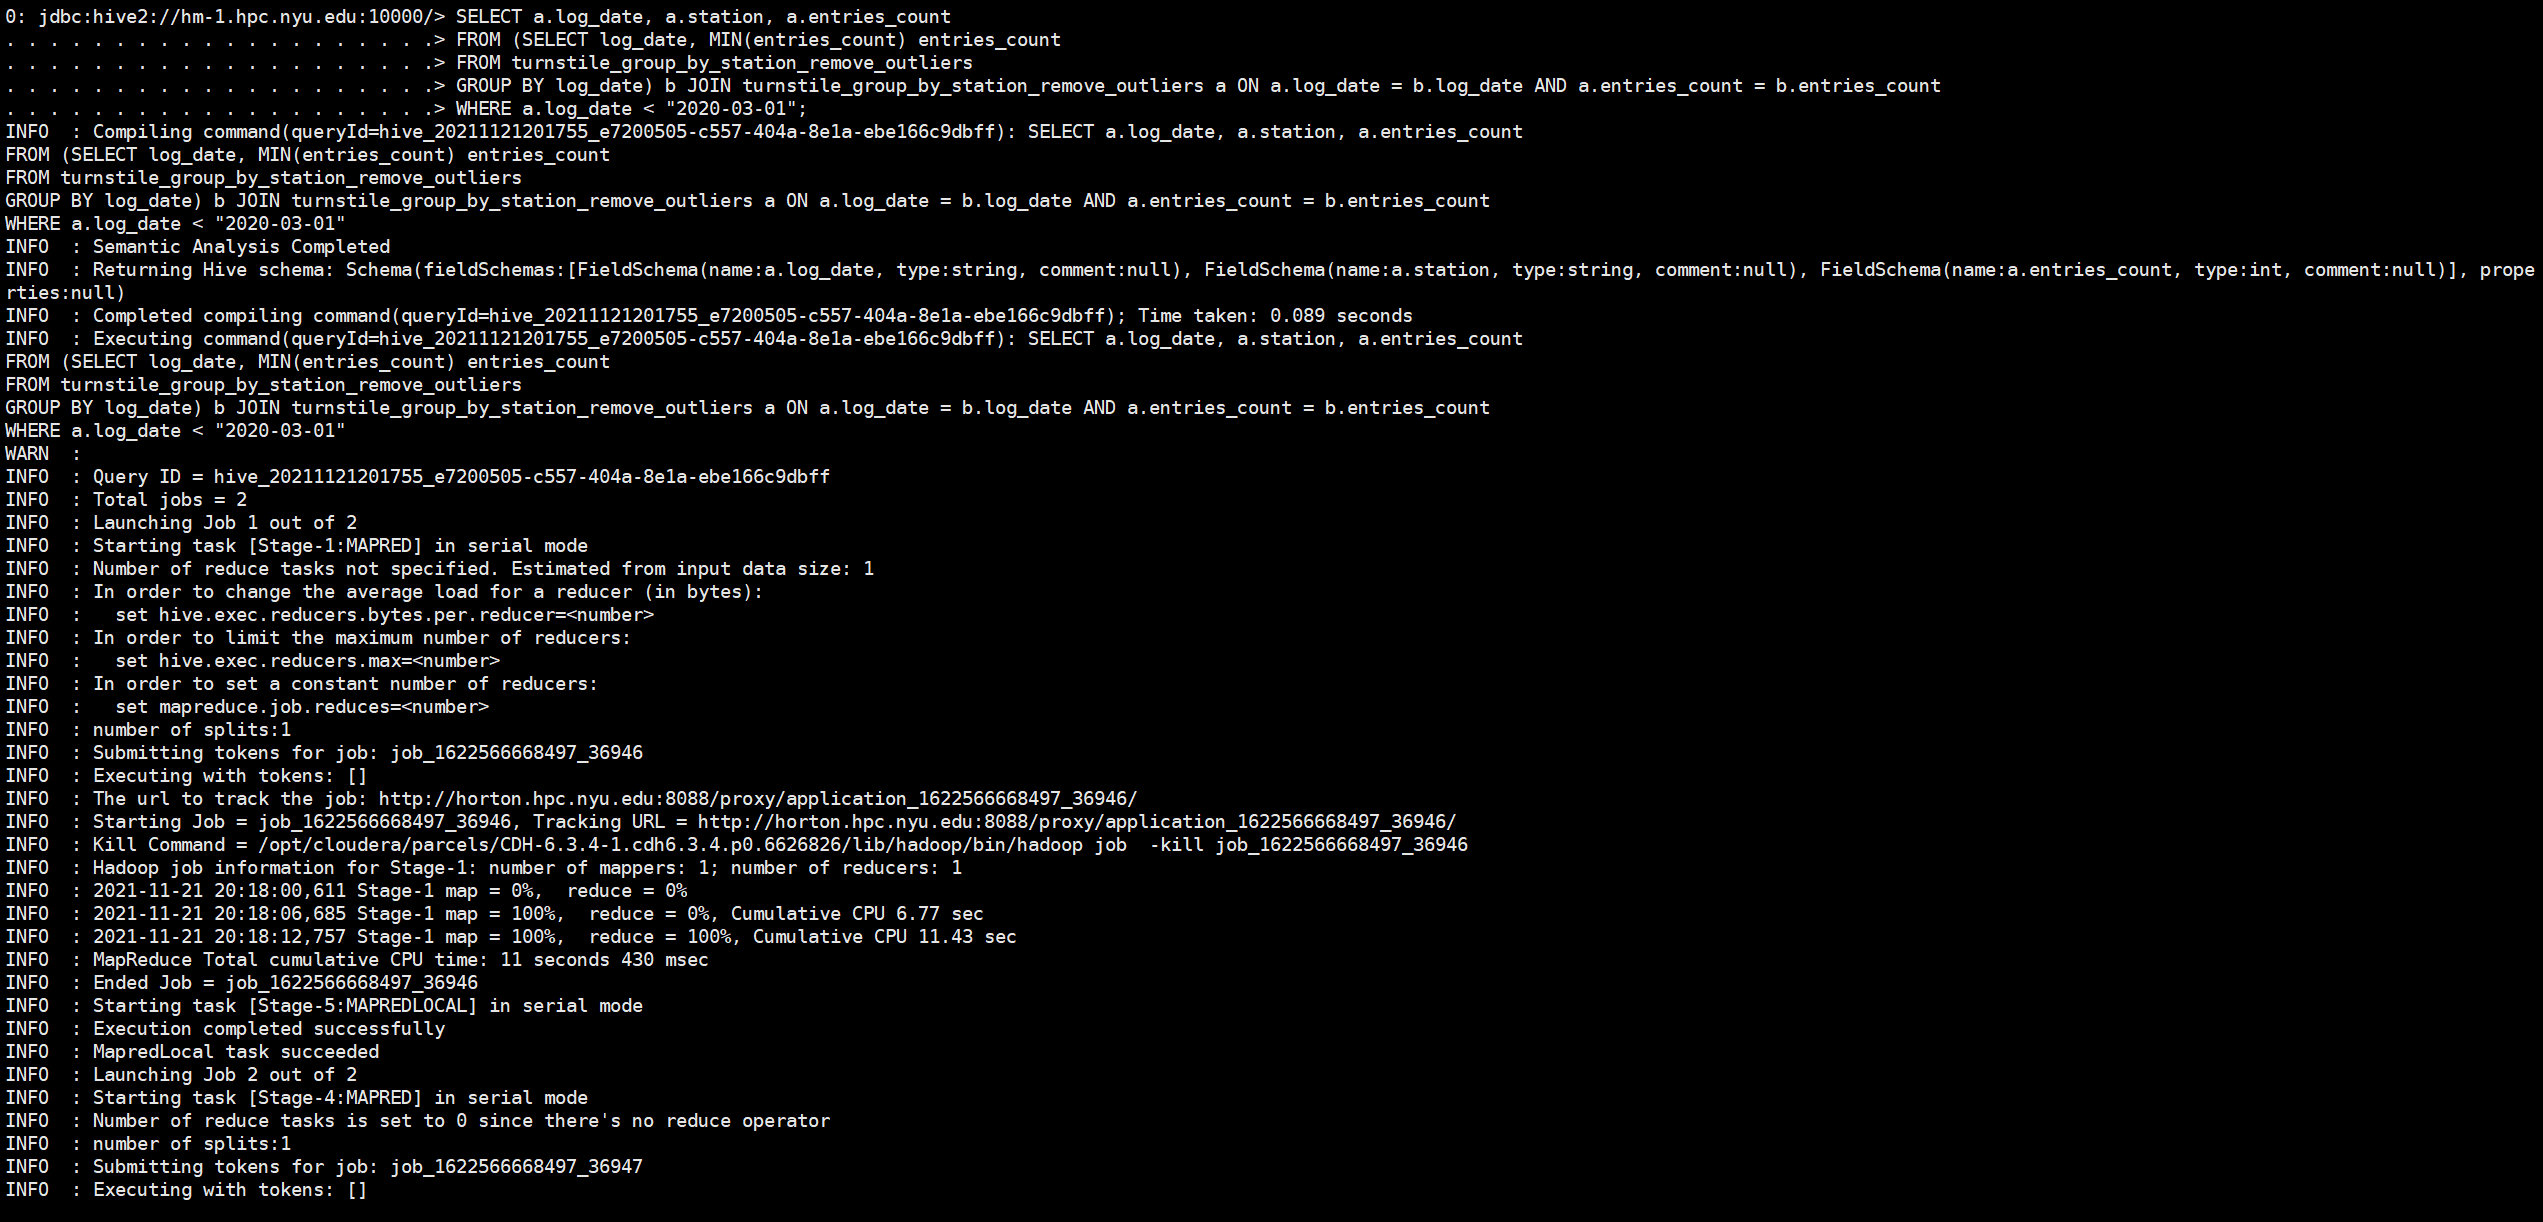 0: jdbc:hive2://hm-1.hpc.nyu.edu:10000/> SELECT a.log_date, a.station, a.entries_count
. . . . . . . . . . . . . . . . . . . .> FROM (SELECT log_date, MIN(entries_count) entries_count
. . . . . . . . . . . . . . . . . . . .> FROM turnstile_group_by_station_remove_outliers
. . . . . . . . . . . . . . . . . . . .> GROUP BY log_date) b JOIN turnstile_group_by_station_remove_outliers a ON a.log_date = b.log_date AND a.entries_count = b.entries_count
. . . . . . . . . . . . . . . . . . . .> WHERE a.log_date < "2020-03-01";
INFO  : Compiling command(queryId=hive_20211121201755_e7200505-c557-404a-8e1a-ebe166c9dbff): SELECT a.log_date, a.station, a.entries_count
FROM (SELECT log_date, MIN(entries_count) entries_count
FROM turnstile_group_by_station_remove_outliers
GROUP BY log_date) b JOIN turnstile_group_by_station_remove_outliers a ON a.log_date = b.log_date AND a.entries_count = b.entries_count
WHERE a.log_date < "2020-03-01"
INFO  : Semantic Analysis Completed
INFO  : Returning Hive schema: Schema(fieldSchemas:[FieldSchema(name:a.log_date, type:string, comment:null), FieldSchema(name:a.station, type:string, comment:null), FieldSchema(name:a.entries_count, type:int, comment:null)], prope
rties:null)
INFO  : Completed compiling command(queryId=hive_20211121201755_e7200505-c557-404a-8e1a-ebe166c9dbff); Time taken: 0.089 seconds
INFO  : Executing command(queryId=hive_20211121201755_e7200505-c557-404a-8e1a-ebe166c9dbff): SELECT a.log_date, a.station, a.entries_count
FROM (SELECT log_date, MIN(entries_count) entries_count
FROM turnstile_group_by_station_remove_outliers
GROUP BY log_date) b JOIN turnstile_group_by_station_remove_outliers a ON a.log_date = b.log_date AND a.entries_count = b.entries_count
WHERE a.log_date < "2020-03-01"
WARN  :
INFO  : Query ID = hive_20211121201755_e7200505-c557-404a-8e1a-ebe166c9dbff
INFO  : Total jobs = 2
INFO  : Launching Job 1 out of 2
INFO  : Starting task [Stage-1:MAPRED] in serial mode
INFO  : Number of reduce tasks not specified. Estimated from input data size: 1
INFO  : In order to change the average load for a reducer (in bytes):
INFO  :   set hive.exec.reducers.bytes.per.reducer=<number>
INFO  : In order to limit the maximum number of reducers:
INFO  :   set hive.exec.reducers.max=<number>
INFO  : In order to set a constant number of reducers:
INFO  :   set mapreduce.job.reduces=<number>
INFO  : number of splits:1
INFO  : Submitting tokens for job: job_1622566668497_36946
INFO  : Executing with tokens: []
INFO  : The url to track the job: http://horton.hpc.nyu.edu:8088/proxy/application_1622566668497_36946/
INFO  : Starting Job = job_1622566668497_36946, Tracking URL = http://horton.hpc.nyu.edu:8088/proxy/application_1622566668497_36946/
INFO  : Kill Command = /opt/cloudera/parcels/CDH-6.3.4-1.cdh6.3.4.p0.6626826/lib/hadoop/bin/hadoop job  -kill job_1622566668497_36946
INFO  : Hadoop job information for Stage-1: number of mappers: 1; number of reducers: 1
INFO  : 2021-11-21 20:18:00,611 Stage-1 map = 0%,  reduce = 0%
INFO  : 2021-11-21 20:18:06,685 Stage-1 map = 100%,  reduce = 0%, Cumulative CPU 6.77 sec
INFO  : 2021-11-21 20:18:12,757 Stage-1 map = 100%,  reduce = 100%, Cumulative CPU 11.43 sec
INFO  : MapReduce Total cumulative CPU time: 11 seconds 430 msec
INFO  : Ended Job = job_1622566668497_36946
INFO  : Starting task [Stage-5:MAPREDLOCAL] in serial mode
INFO  : Execution completed successfully
INFO  : MapredLocal task succeeded
INFO  : Launching Job 2 out of 2
INFO  : Starting task [Stage-4:MAPRED] in serial mode
INFO  : Number of reduce tasks is set to 0 since there's no reduce operator
INFO  : number of splits:1
INFO  : Submitting tokens for job: job_1622566668497_36947
INFO  : Executing with tokens: []